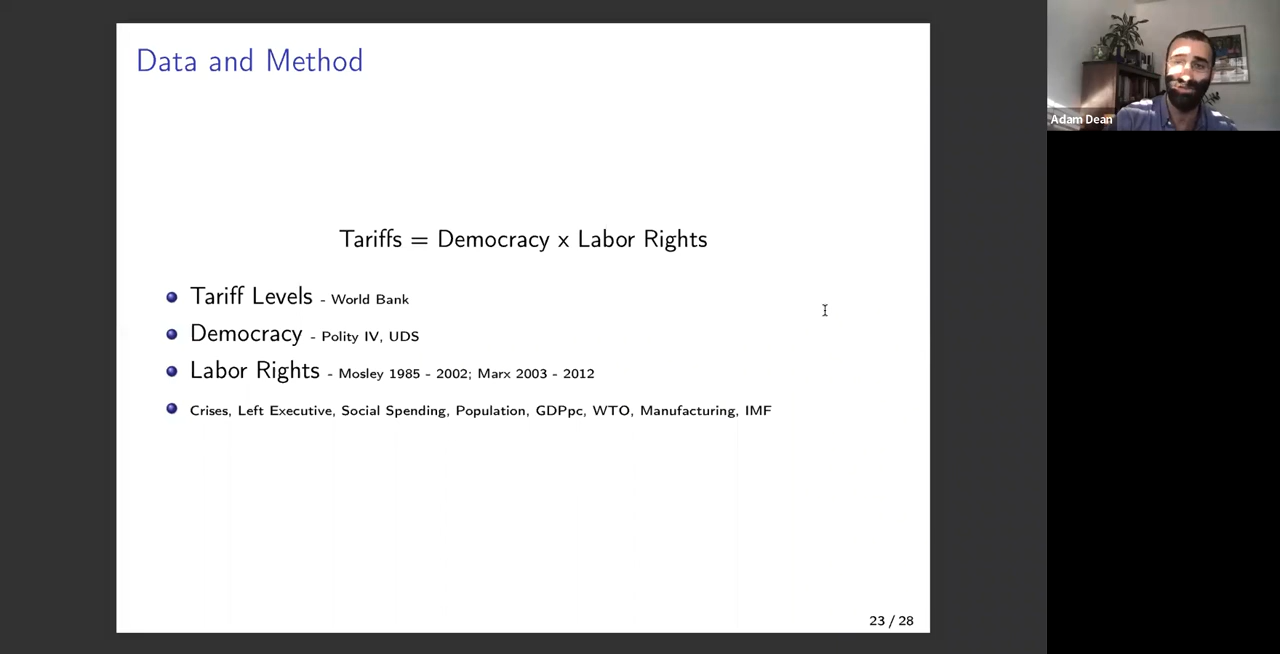 Data and Method
Tariffs = Democracy x Labor Rights
Tariff Levels - World Bank
Democracy - Polity IV, UDS
Labor Rights - Mosley 1985 - 2002; Marx 2003 - 2012
Crises, Left Executive, Social Spending, Population, GDPpc, WTO, Manufacturing, IMF
23 / 28
Adam Dean